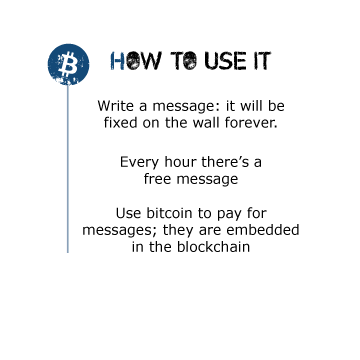 HOW TO USE IT
Write a message: it will be
fixed on the wall forever.
Every hour there's a
free message
Use bitcoin to pay for
messages; they are embedded
in the blockchain